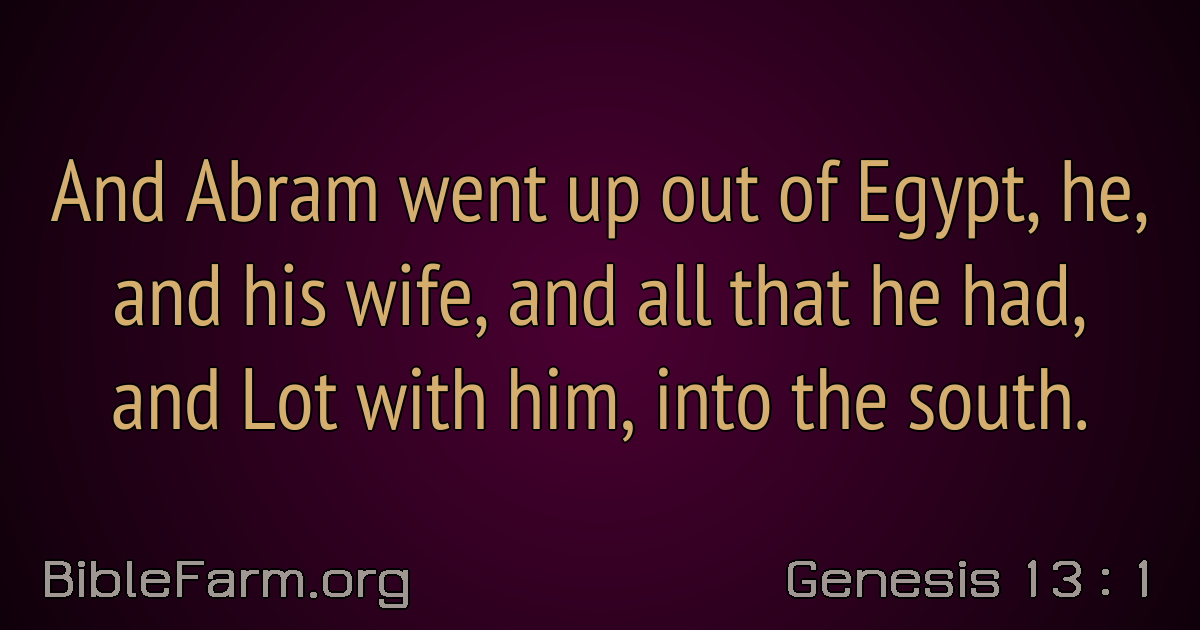 And Abram went up out of Egypt, he,
and his wife, and all that he had,
and Lot with him, into the south.
BibleFarm.org
Genesis 13 : 1